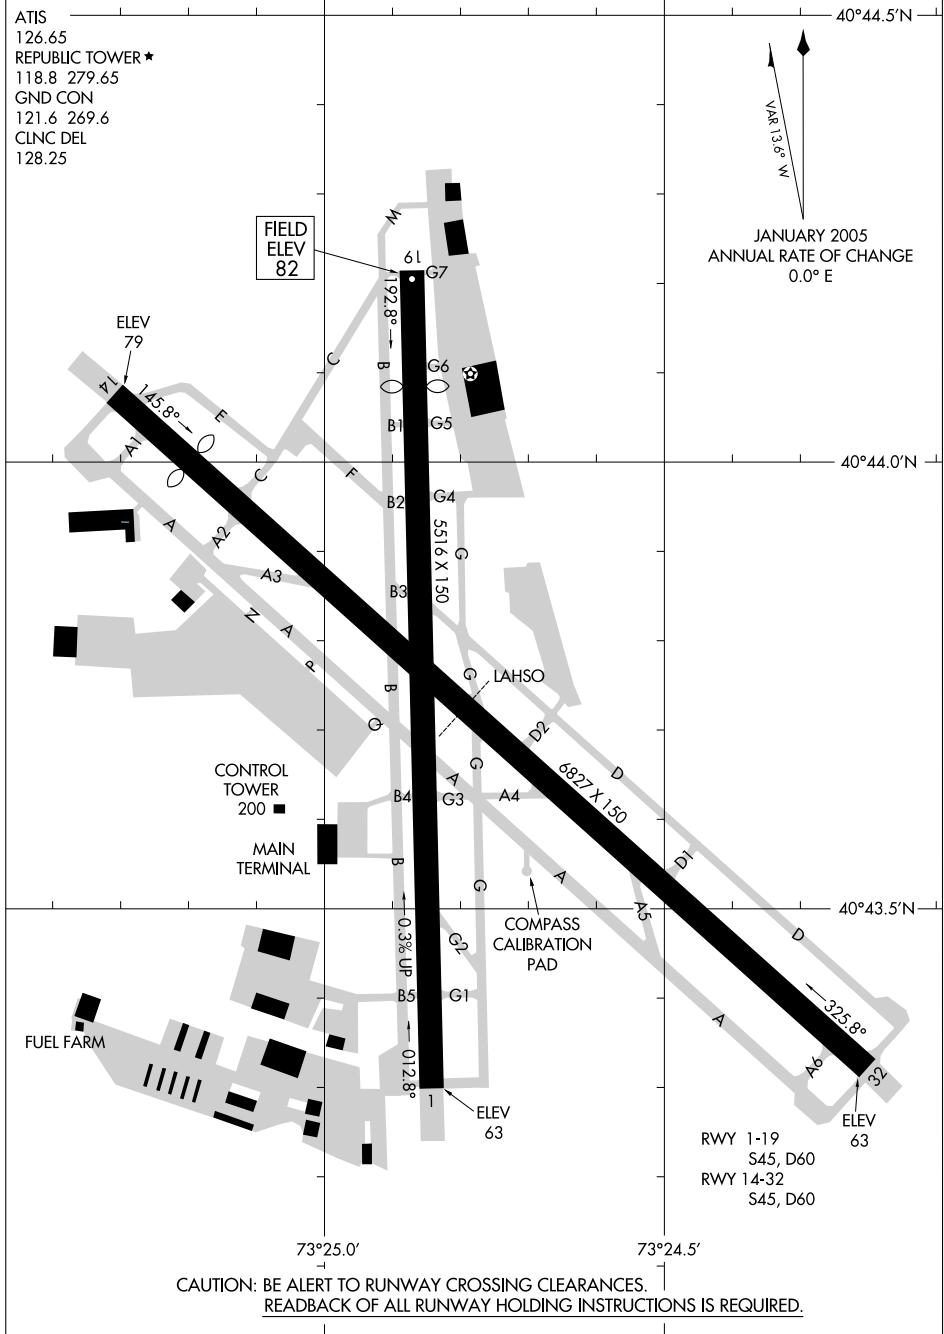 ATIS
126.65
REPUBLIC TOWER ★
118.8 279.65
GND CON
121.6 269.6
CLNC DEL
128.25
40°44.5'N
VAR 13.6° W
JANUARY 2005
ANNUAL RATE OF CHANGE
0.0° E
FIELD
ELEV
82
W
19
G7
192.8°
ELEV
79
C
B
G6
14
145.8°
E
B1
G5
A1
40°44.0'N
C
F
B2
G4
A
A2
5516 X 150
G
A3
B3
N
A
P
B
G
LAHSO
Q
D2
G
D
A
6827 X 150
CONTROL
TOWER
200
B4
G3
A4
MAIN
TERMINAL
B
D1
G
A
A5
40°43.5'N
COMPASS
CALIBRATION
PAD
0.3% UP
G2
D
B5
G1
325.8°
A
FUEL FARM
012.8°
A6
32
1
ELEV
63
ELEV
63
RWY 1-19
S45, D60
RWY 14-32
S45, D60
73°25.0'
73°24.5'
CAUTION: BE ALERT TO RUNWAY CROSSING CLEARANCES.
READBACK OF ALL RUNWAY HOLDING INSTRUCTIONS IS REQUIRED.